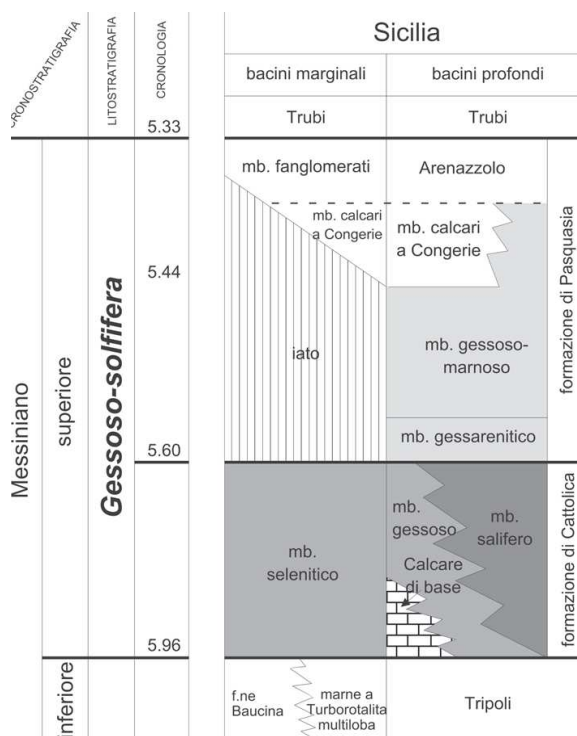 Sicilia
CRONOSTRATIGRAFIA
LITOSTRATIGRAFIA
CRONOLOGIA
bacini marginali
bacini profondi
Trubi
Trubi
5.33
mb. fanglomerati
Arenazzolo
mb. calcari
a Congerie
mb. calcari
a Congerie
5.44
formazione di Pasquasia
Messiniano
superiore
Gessoso-solfifera
iato
mb. gessoso-
marnoso
mb. gessarenitico
5.60
mb.
selenitico
mb.
gessoso
mb.
salifero
Calcare
di base
formazione di Cattolica
5.96
inferiore
f.ne
Baucina
marne a
Turborotalita
multiloba
Tripoli